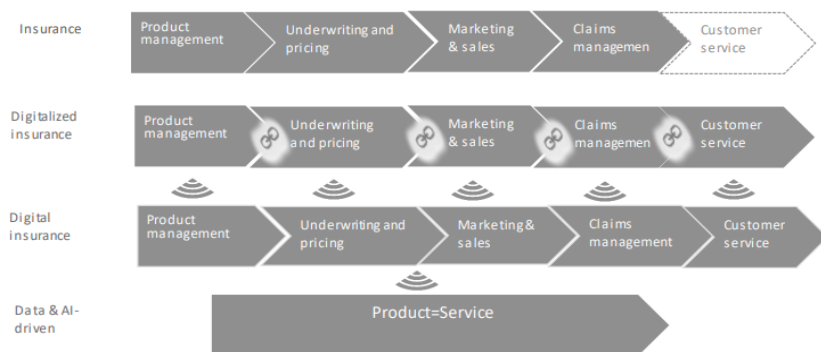 Insurance
Product
management
Underwriting and
pricing
Marketing
& sales
Claims
managemen
Customer
service
Digitalized
insurance
Product
management
Underwriting
and pricing
Marketing
& sales
Claims
managemen
Customer
service
Digital
insurance
Product
management
Underwriting and
pricing
Marketing &
sales
Claims
management
Customer
service
Data & AI-
driven
Product=Service